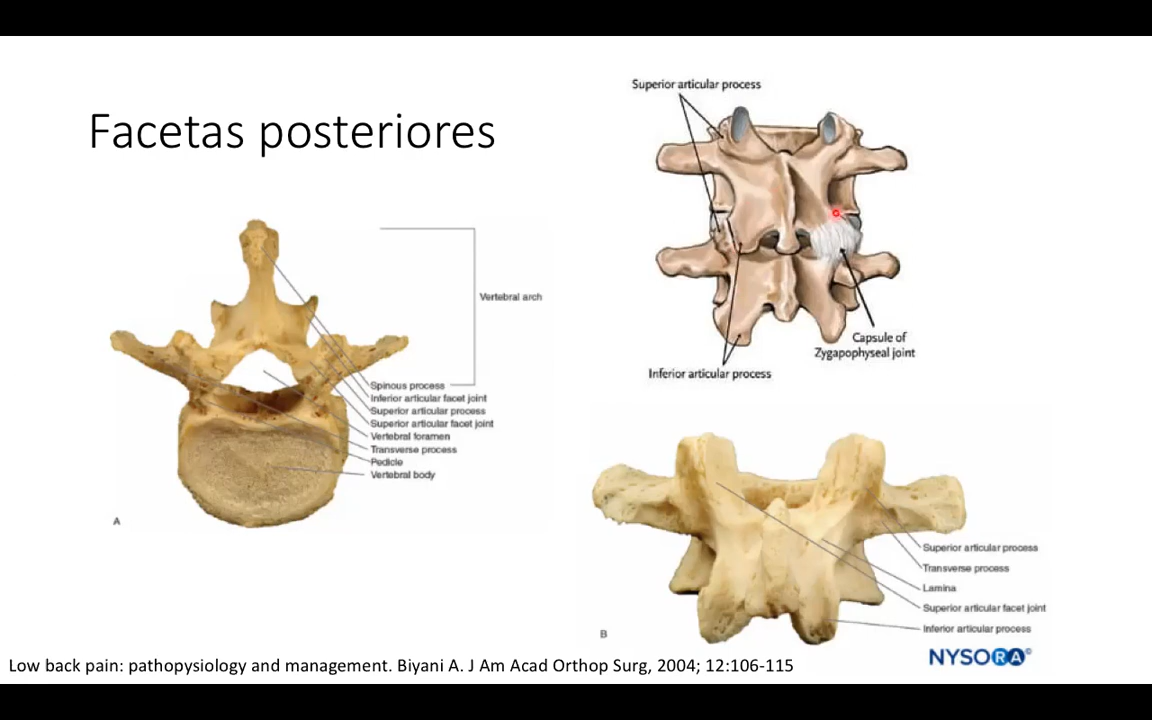 Facetas posteriores
Superior articular process
Capsule of
Zygapophyseal joint
Inferior articular process
Vertebral arch
Spinous process
Inferior articular facet joint
Superior articular process
Superior articular facet joint
Vertebral foramen
Transverse process
Pedicle
Vertebral body
A
Superior articular process
Transverse process
Lamina
Superior articular facet joint
Inferior articular process
B
NYSORA©
Low back pain: pathopysiology and management. Biyani A. J Am Acad Orthop Surg, 2004; 12:106-115